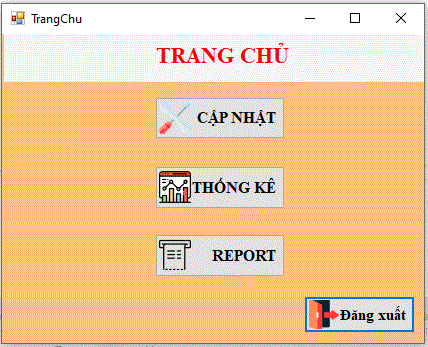 TrangChu
TRANG CHỦ
CẬP NHẬT
THỐNG KÊ
REPORT
Đăng xuất